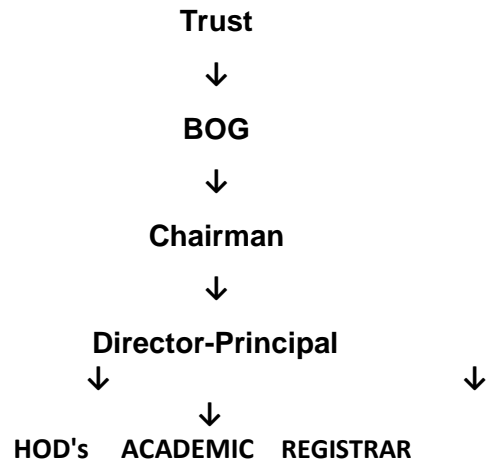 Trust
↓
BOG
↓
Chairman
↓
Director-Principal
↓ ↓
↓
HOD's ACADEMIC REGISTRAR